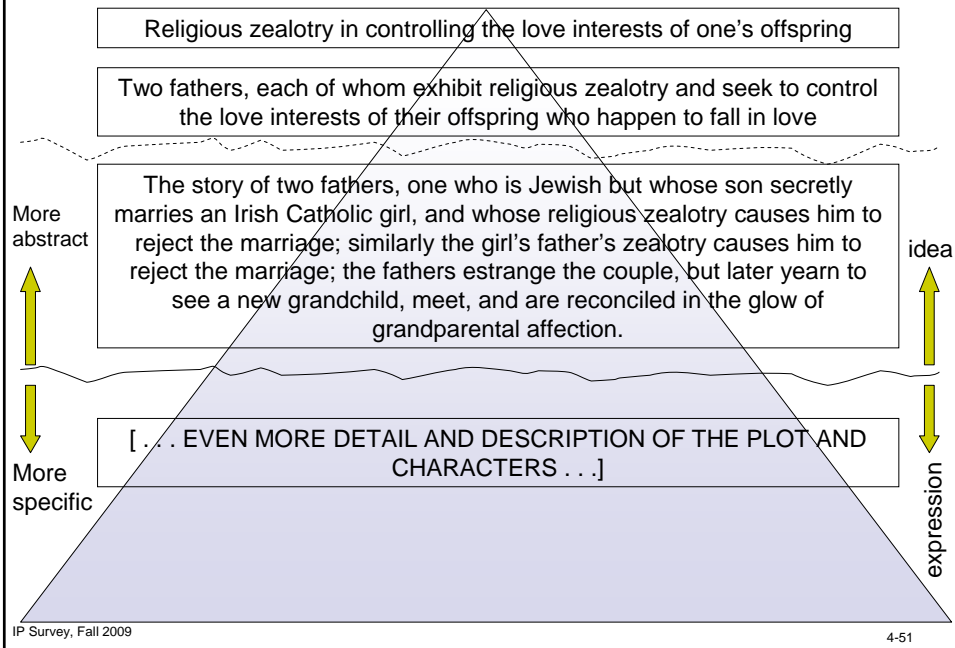 Religious zealotry in controlling the love interests of one's offspring
Two fathers, each of whom exhibit religious zealotry and seek to control
the love interests of their offspring who happen to fall in love
The story of two fathers, one who is Jewish but whose son secretly
marries an Irish Catholic girl, and whose religious zealotry causes him to
reject the marriage; similarly the girl's father's zealotry causes him to
reject the marriage; the fathers estrange the couple, but later yearn to
see a new grandchild, meet, and are reconciled in the glow of
grandparental affection.
More
abstract
idea
[ . . . EVEN MORE DETAIL AND DESCRIPTION OF THE PLOT AND
CHARACTERS . . .]
More
specific
expression
IP Survey, Fall 2009
4-51